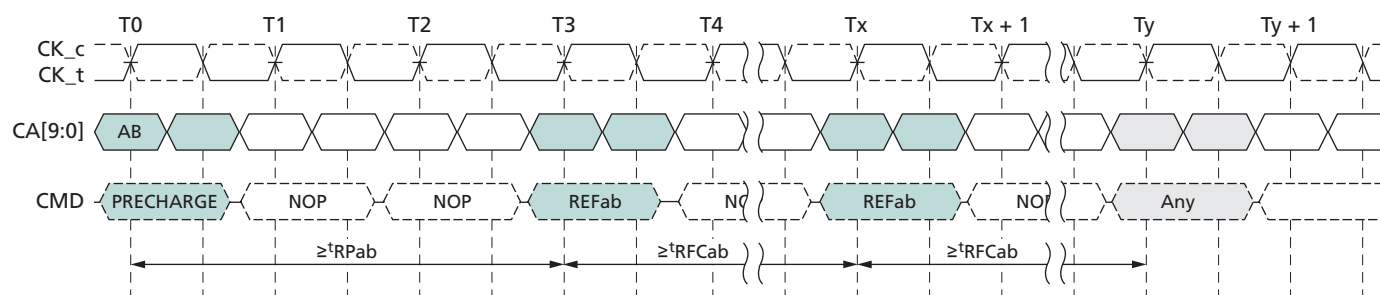 T0 T1 T2 T3 T4 Tx Tx + 1 Ty Ty + 1
CK_c
CK_t
CA[9:0] AB
CMD PRECHARGE NOP NOP REFab REFab Any
≥tRPab ≥tRFCab ≥tRFCab